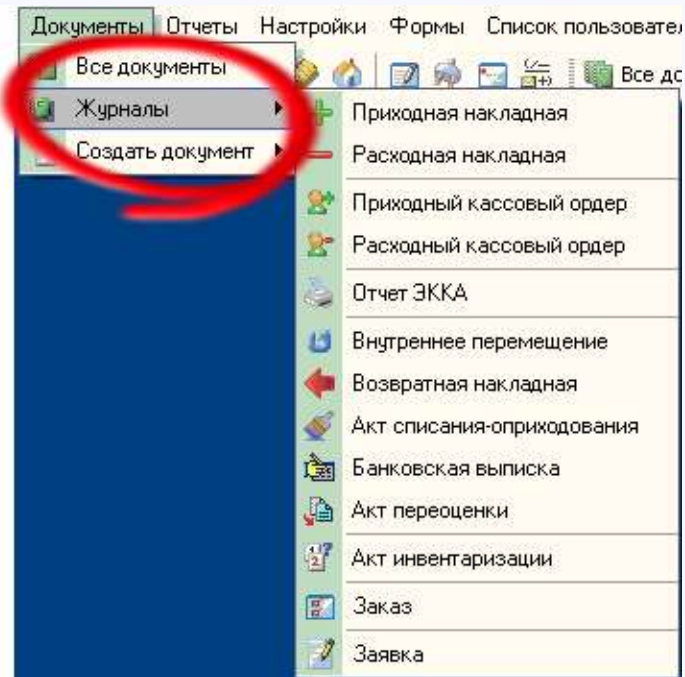 Документы Отчеты Настройки Формы Список
Все документы
Все
Журналы
Создать документ
Приходная накладная
Расходная накладная
Приходный кассовый ордер
Расходный кассовый ордер
Отчет ЭККА
Внутреннее перемещение
Возвратная накладная
Акт списания-оприходования
Банковская выписка
Акт переоценки
Акт инвентаризации
Заказ
Заявка